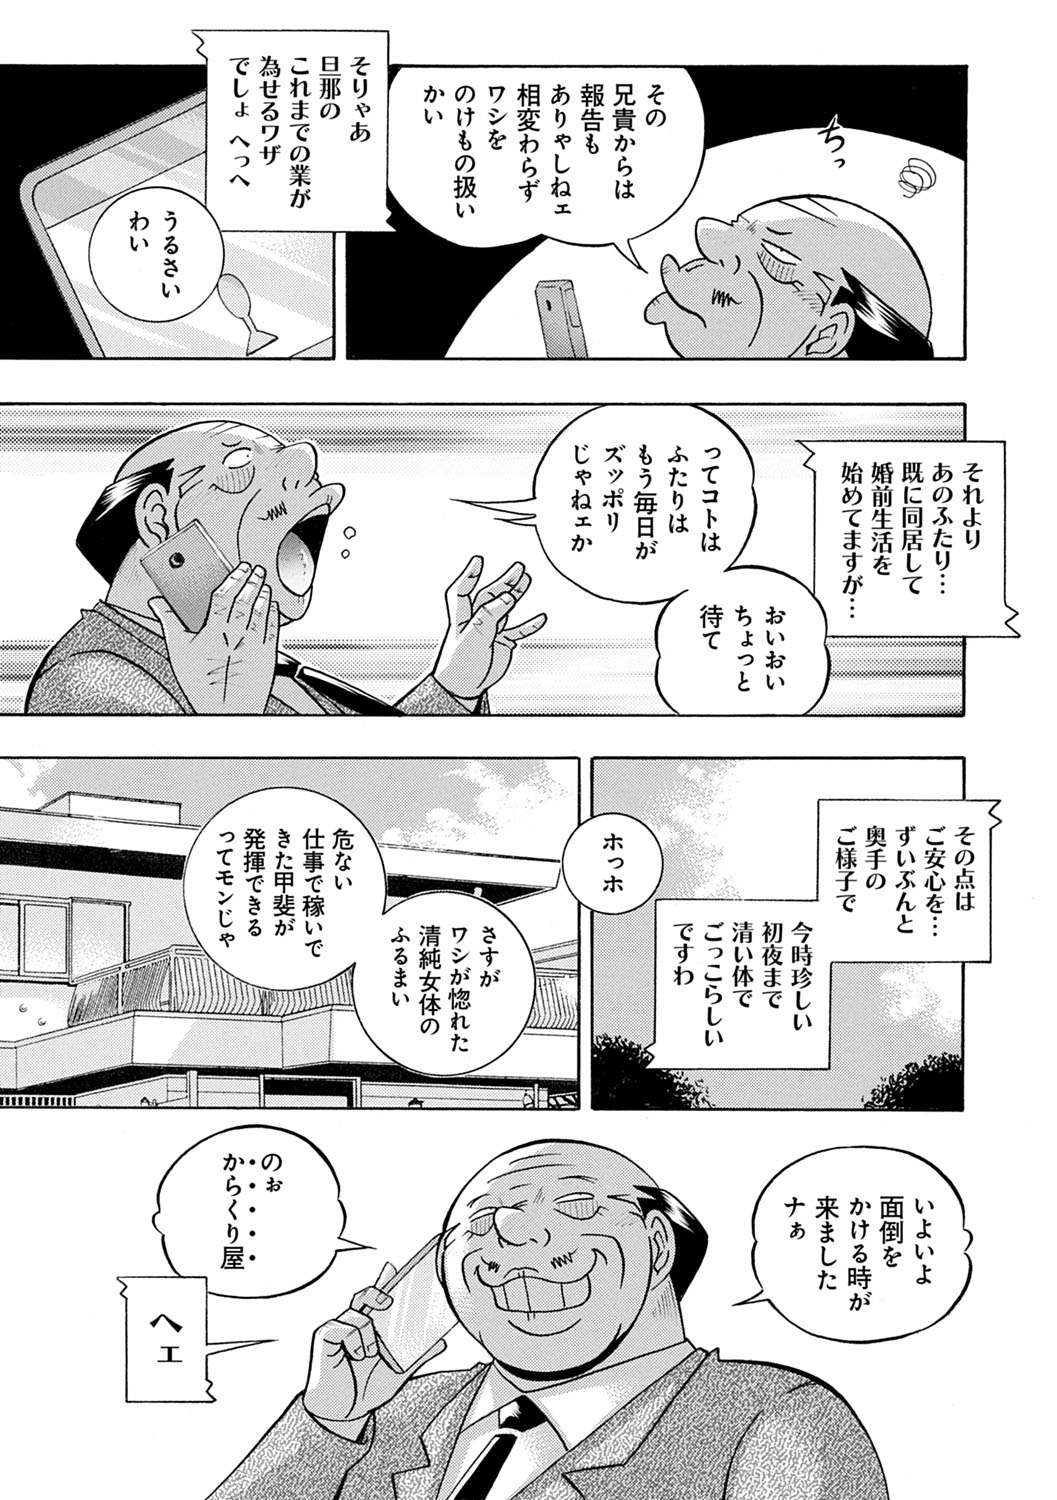 その
兄貴からは
報告も
ありゃしねェ
相変わらず
ワシを
のけもの扱い
かい
ちっ
そりゃあ
旦那の
これまでの業が
為せるワザ
でしょ へっへ
うるさい
わい
それより
あのふたり…
既に同居して
婚前生活を
始めてますが…
おいおい
ちょっと
待て
ってコトは
ふたりは
もう毎日が
ズッポリ
じゃねェか
その点は
ご安心を…
ずいぶんと
奥手の
ご様子で
今時珍しい
初夜まで
清い体で
ごっこらしい
ですわ
ホっホ
さすが
ワシが惚れた
清純女体の
ふるまい
危ない
仕事で稼いで
きた甲斐が
発揮できる
ってモンじゃ
いよいよ
面倒を
かける時が
来ました
ナぁ
のぉ
からくり屋
ヘェ